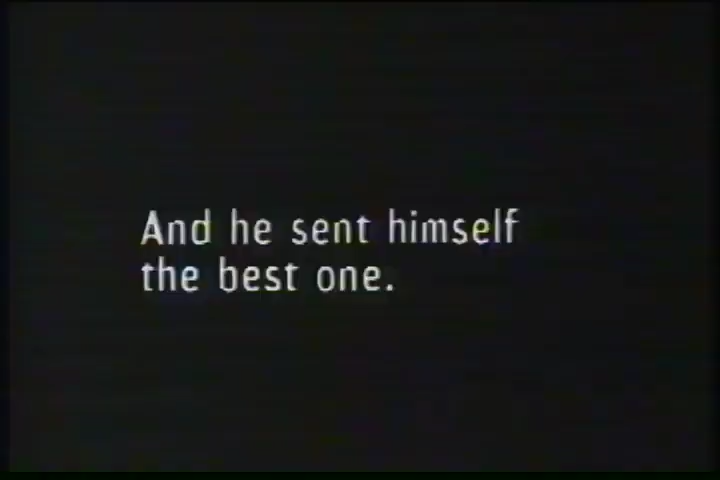 And he sent himself
the best one.